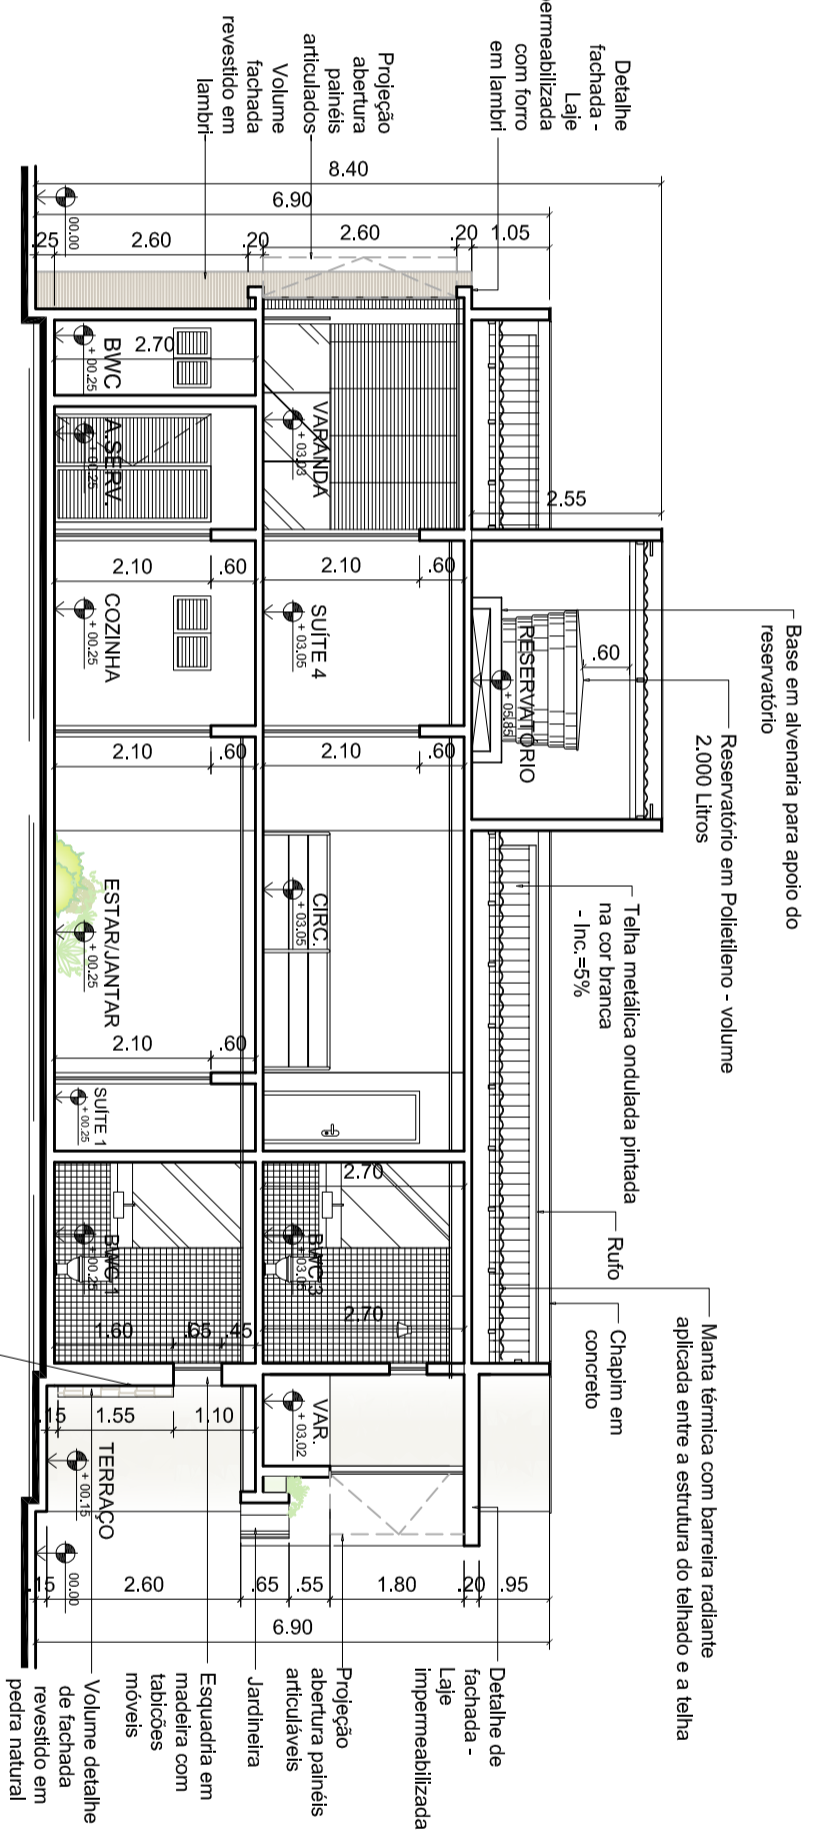 Detalhe
fachada -
Laje
permeabilizada
com forro
em lambri
Projeção
abertura
painéis
articulados
Volume
fachada
revestido em
lambri
Base em alvenaria para apoio do
reservatório
Reservatório em Polietileno - volume
2.000 Litros
Telha metálica ondulada pintada
na cor branca
- Inc.=5%
Rufo
Manta térmica com barreira radiante
aplicada entre a estrutura do telhado e a telha
Chapim em
concreto
8.40
6.90
.25
2.60
.20
2.60
.20
1.05
00.00
2.55
.60
RESERVATÓRIO
+ 05.85
VARANDA
+ 03.03
SUÍTE 4
+ 03.05
2.10
.60
2.10
.60
CIRC.
+ 03.05
2.70
BWC 3
+ 03.05
2.70
VAR.
+ 03.02
BWC
+ 00.25
2.70
A.SERV.
+ 00.25
2.10
.60
COZINHA
+ 00.25
2.10
.60
ESTAR/JANTAR
+ 00.25
2.10
.60
SUÍTE 1
+ 00.25
BWC 1
+ 00.25
1.60
.65
.45
.15
1.55
1.10
TERRAÇO
+ 00.15
00.00
.15
2.60
.65
.55
1.80
.20
.95
6.90
Detalhe de
fachada -
Laje
impermeabilizada
Projeção
abertura painéis
articuláveis
Jardineira
Esquadria em
madeira com
tabicões
móveis
Volume detalhe
de fachada
revestido em
pedra natural